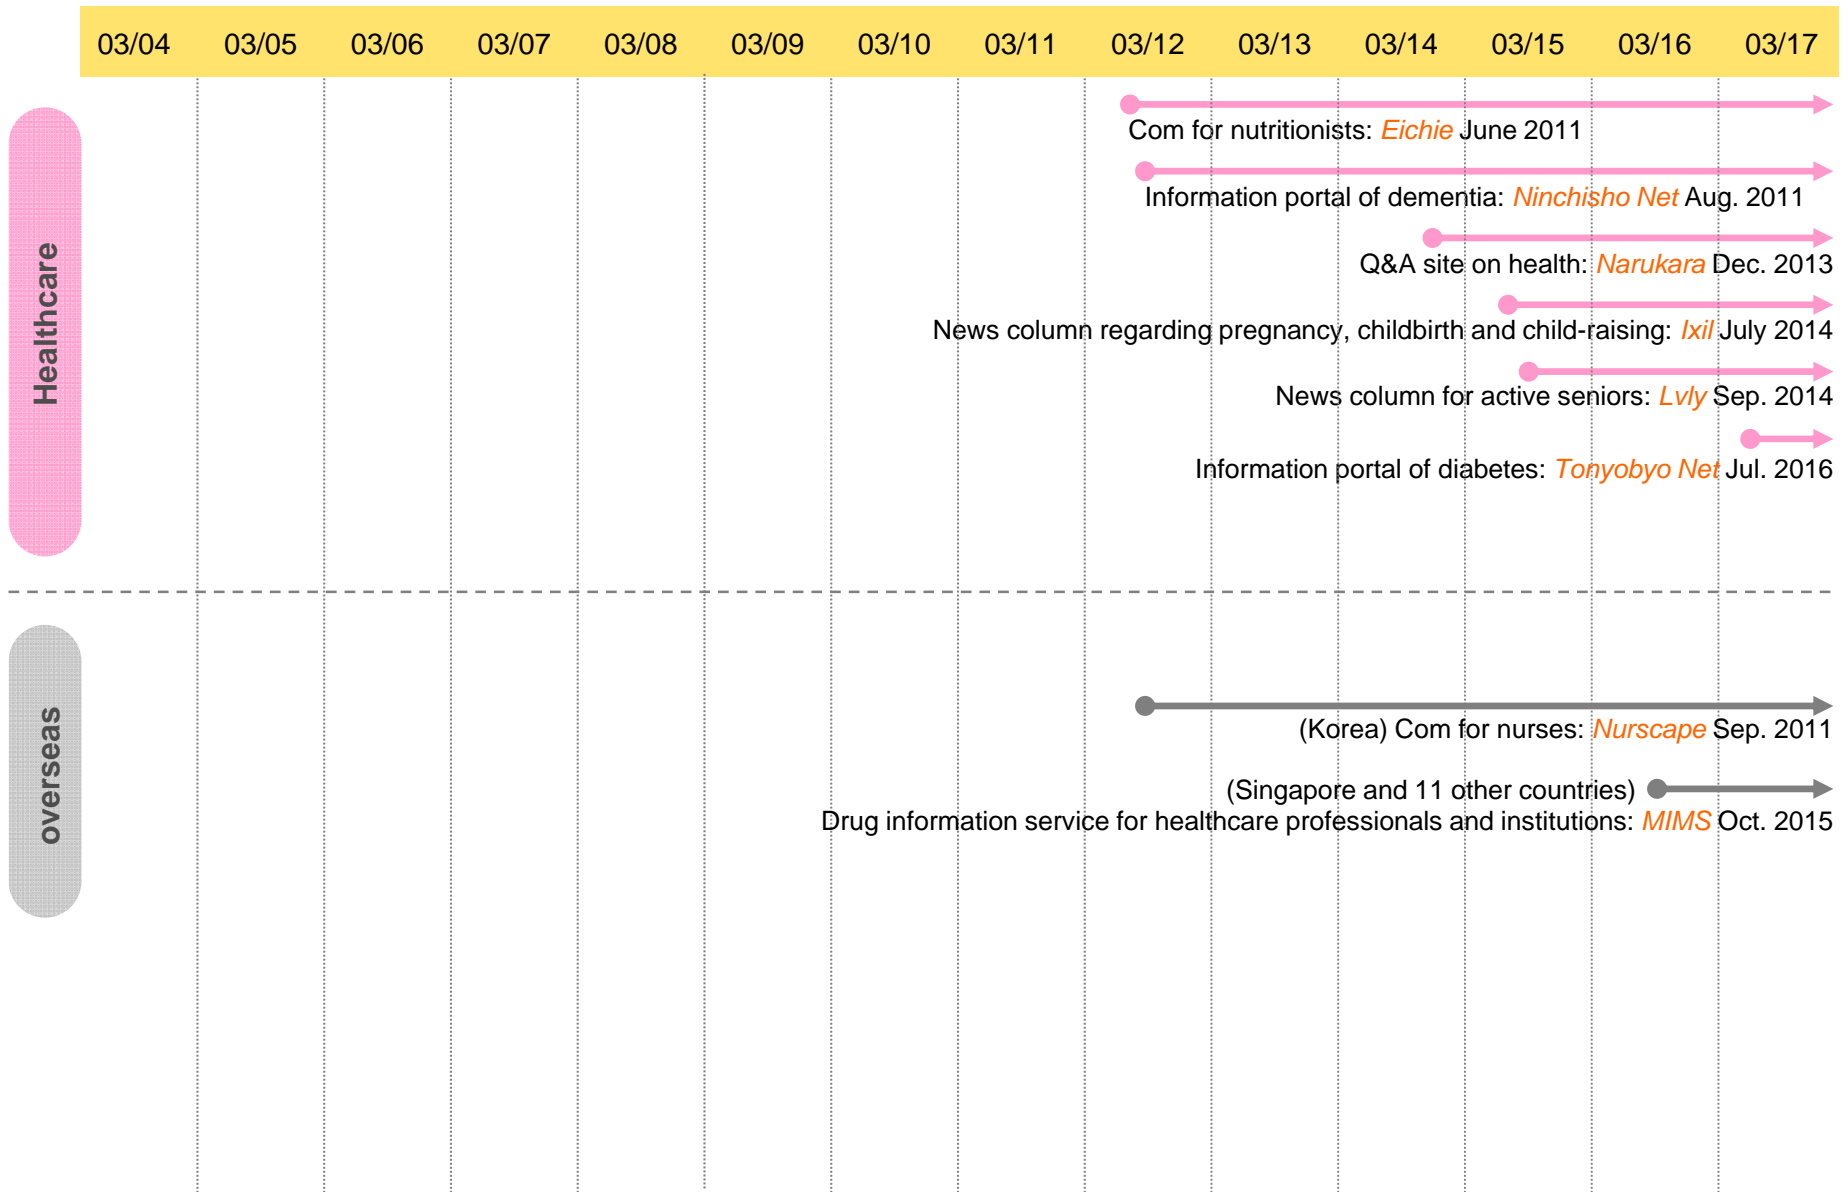 03/04 03/05 03/06 03/07 03/08 03/09 03/10 03/11 03/12 03/13 03/14 03/15 03/16 03/17
Healthcare
Com for nutritionists: Eichie June 2011
Information portal of dementia: Ninchisho Net Aug. 2011
Q&A site on health: Narukara Dec. 2013
News column regarding pregnancy, childbirth and child-raising: Ixil July 2014
News column for active seniors: Lvly Sep. 2014
Information portal of diabetes: Tonyobyo Net Jul. 2016
overseas
(Korea) Com for nurses: Nurscape Sep. 2011
(Singapore and 11 other countries)
Drug information service for healthcare professionals and institutions: MIMS Oct. 2015